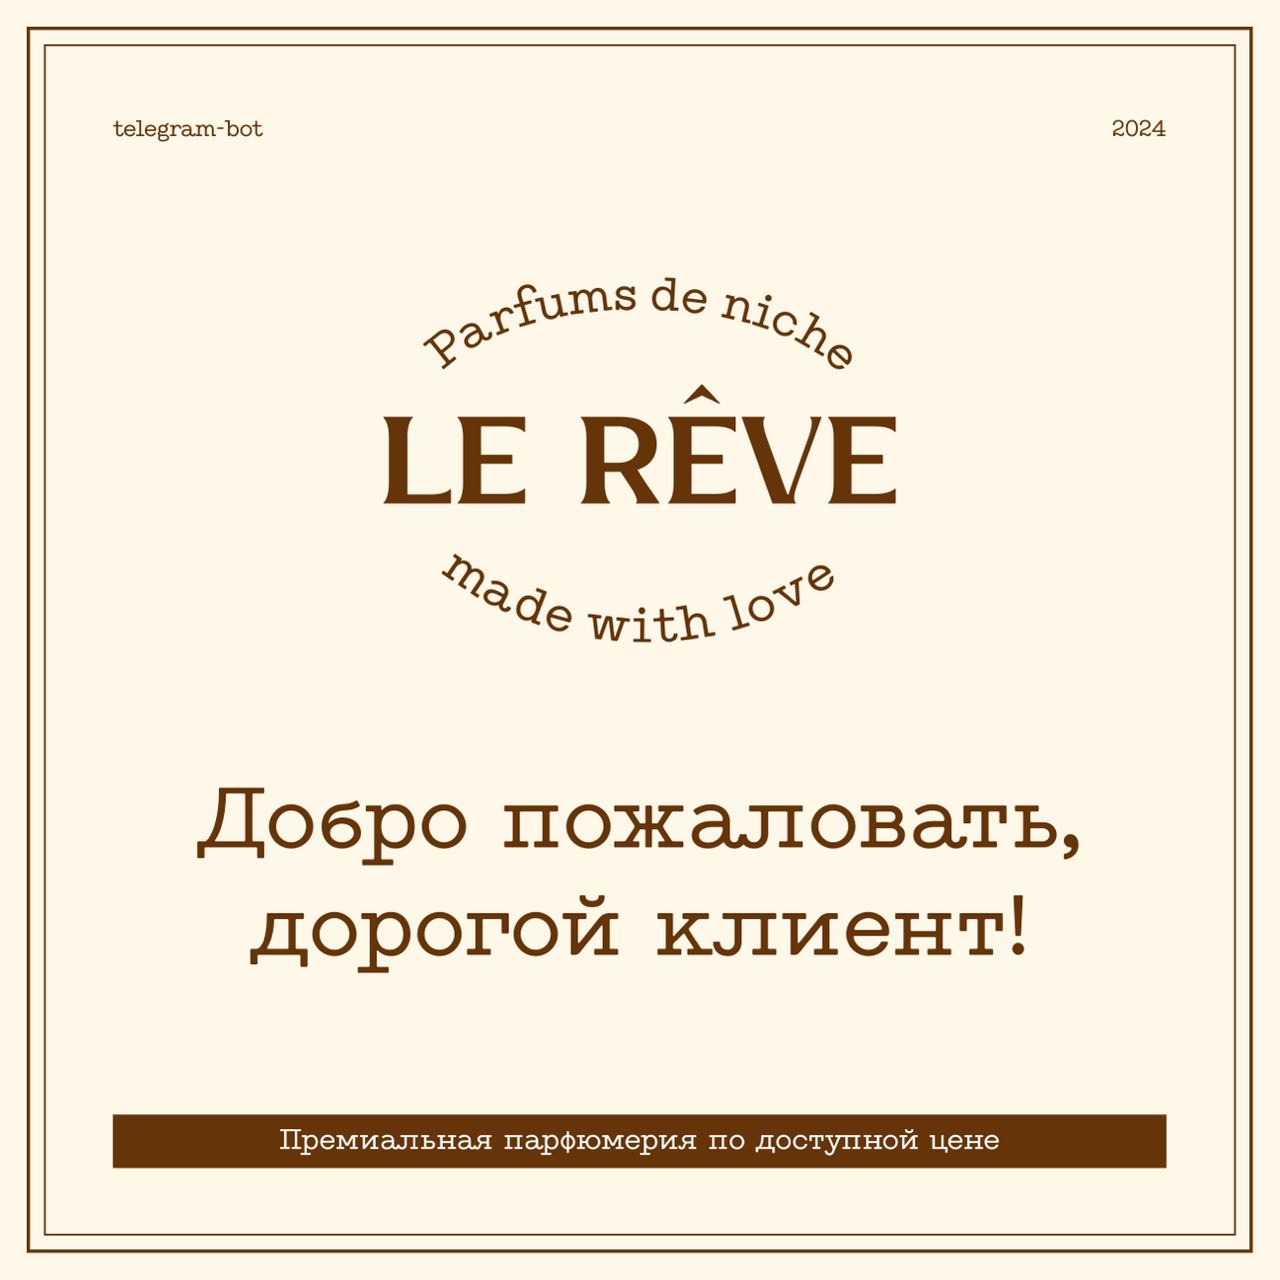 telegram-bot
2024
Parfums de niche
LE RÊVE
made with love
Добро пожаловать,
дорогой клиент!
Премиальная парфюмерия по доступной цене